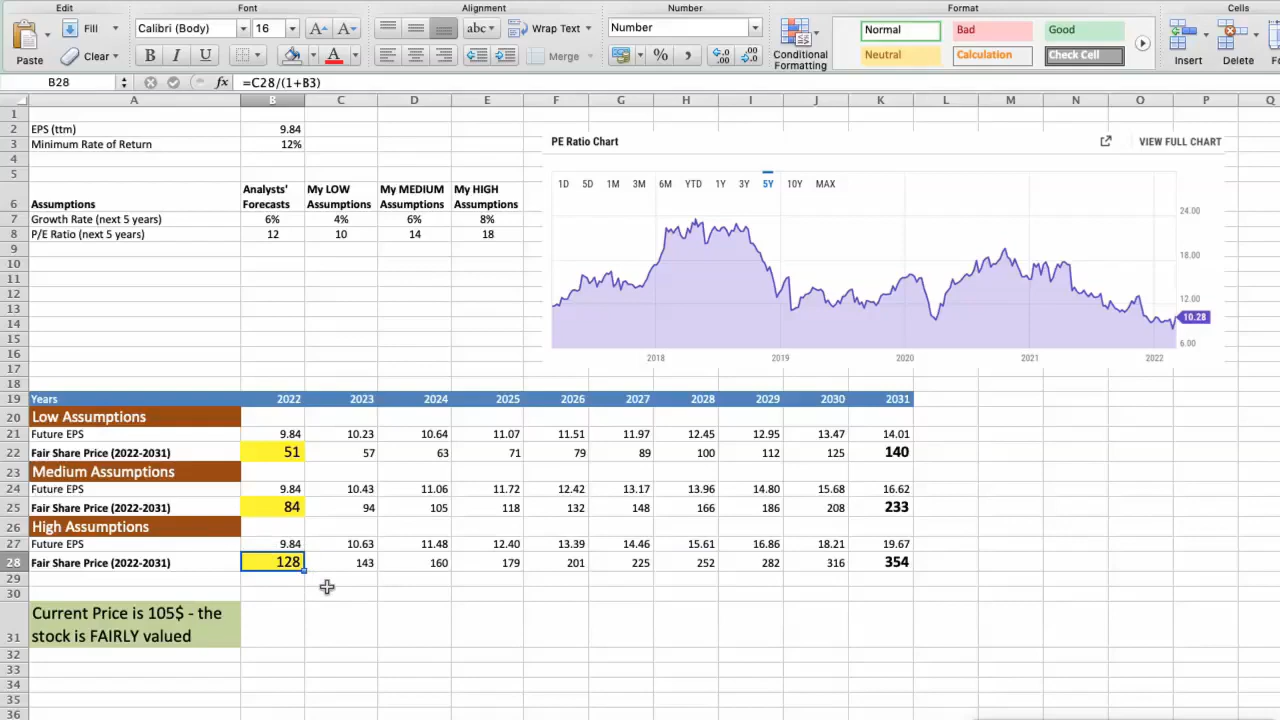 Edit Font Alignment Number Format Cells
Fill Calibri (Body) 16 A A abc Wrap Text Number Normal Bad Good
Paste Clear B I U A Merge % Conditional Formatting Neutral Calculation Check Cell Insert Delete
B28 fx =C28/(1+B3)
A B C D E F G H I J K L M N O P Q
1
2 EPS (ttm) 9.84
3 Minimum Rate of Return 12%
4
5
6 Assumptions Analysts' Forecasts My LOW Assumptions My MEDIUM Assumptions My HIGH Assumptions
7 Growth Rate (next 5 years) 6% 4% 6% 8%
8 P/E Ratio (next 5 years) 12 10 14 18
9
10
11
12
13
14
15
16
17
18
PE Ratio Chart VIEW FULL CHART
1D 5D 1M 3M 6M YTD 1Y 3Y 5Y 10Y MAX
24.00
18.00
12.00
10.28
6.00
2018 2019 2020 2021 2022
19 Years 2022 2023 2024 2025 2026 2027 2028 2029 2030 2031
20 Low Assumptions
21 Future EPS 9.84 10.23 10.64 11.07 11.51 11.97 12.45 12.95 13.47 14.01
22 Fair Share Price (2022-2031) 51 57 63 71 79 89 100 112 125 140
23 Medium Assumptions
24 Future EPS 9.84 10.43 11.06 11.72 12.42 13.17 13.96 14.80 15.68 16.62
25 Fair Share Price (2022-2031) 84 94 105 118 132 148 166 186 208 233
26 High Assumptions
27 Future EPS 9.84 10.63 11.48 12.40 13.39 14.46 15.61 16.86 18.21 19.67
28 Fair Share Price (2022-2031) 128 143 160 179 201 225 252 282 316 354
29
30
31 Current Price is 105$ - the
stock is FAIRLY valued
32
33
34
35
36